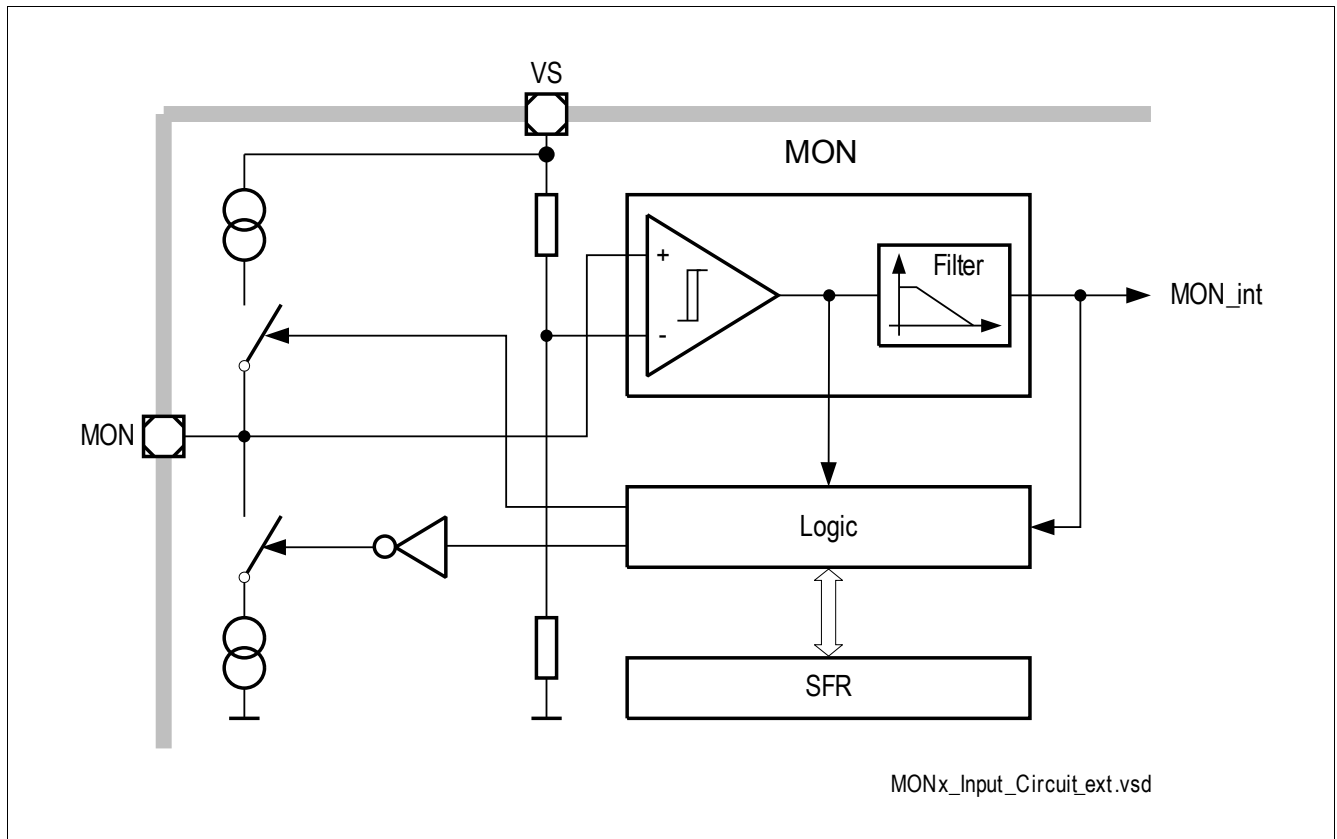 VS
MON
+
Filter
-
MON_int
MON
Logic
SFR
MONx_Input_Circuit_ext.vsd